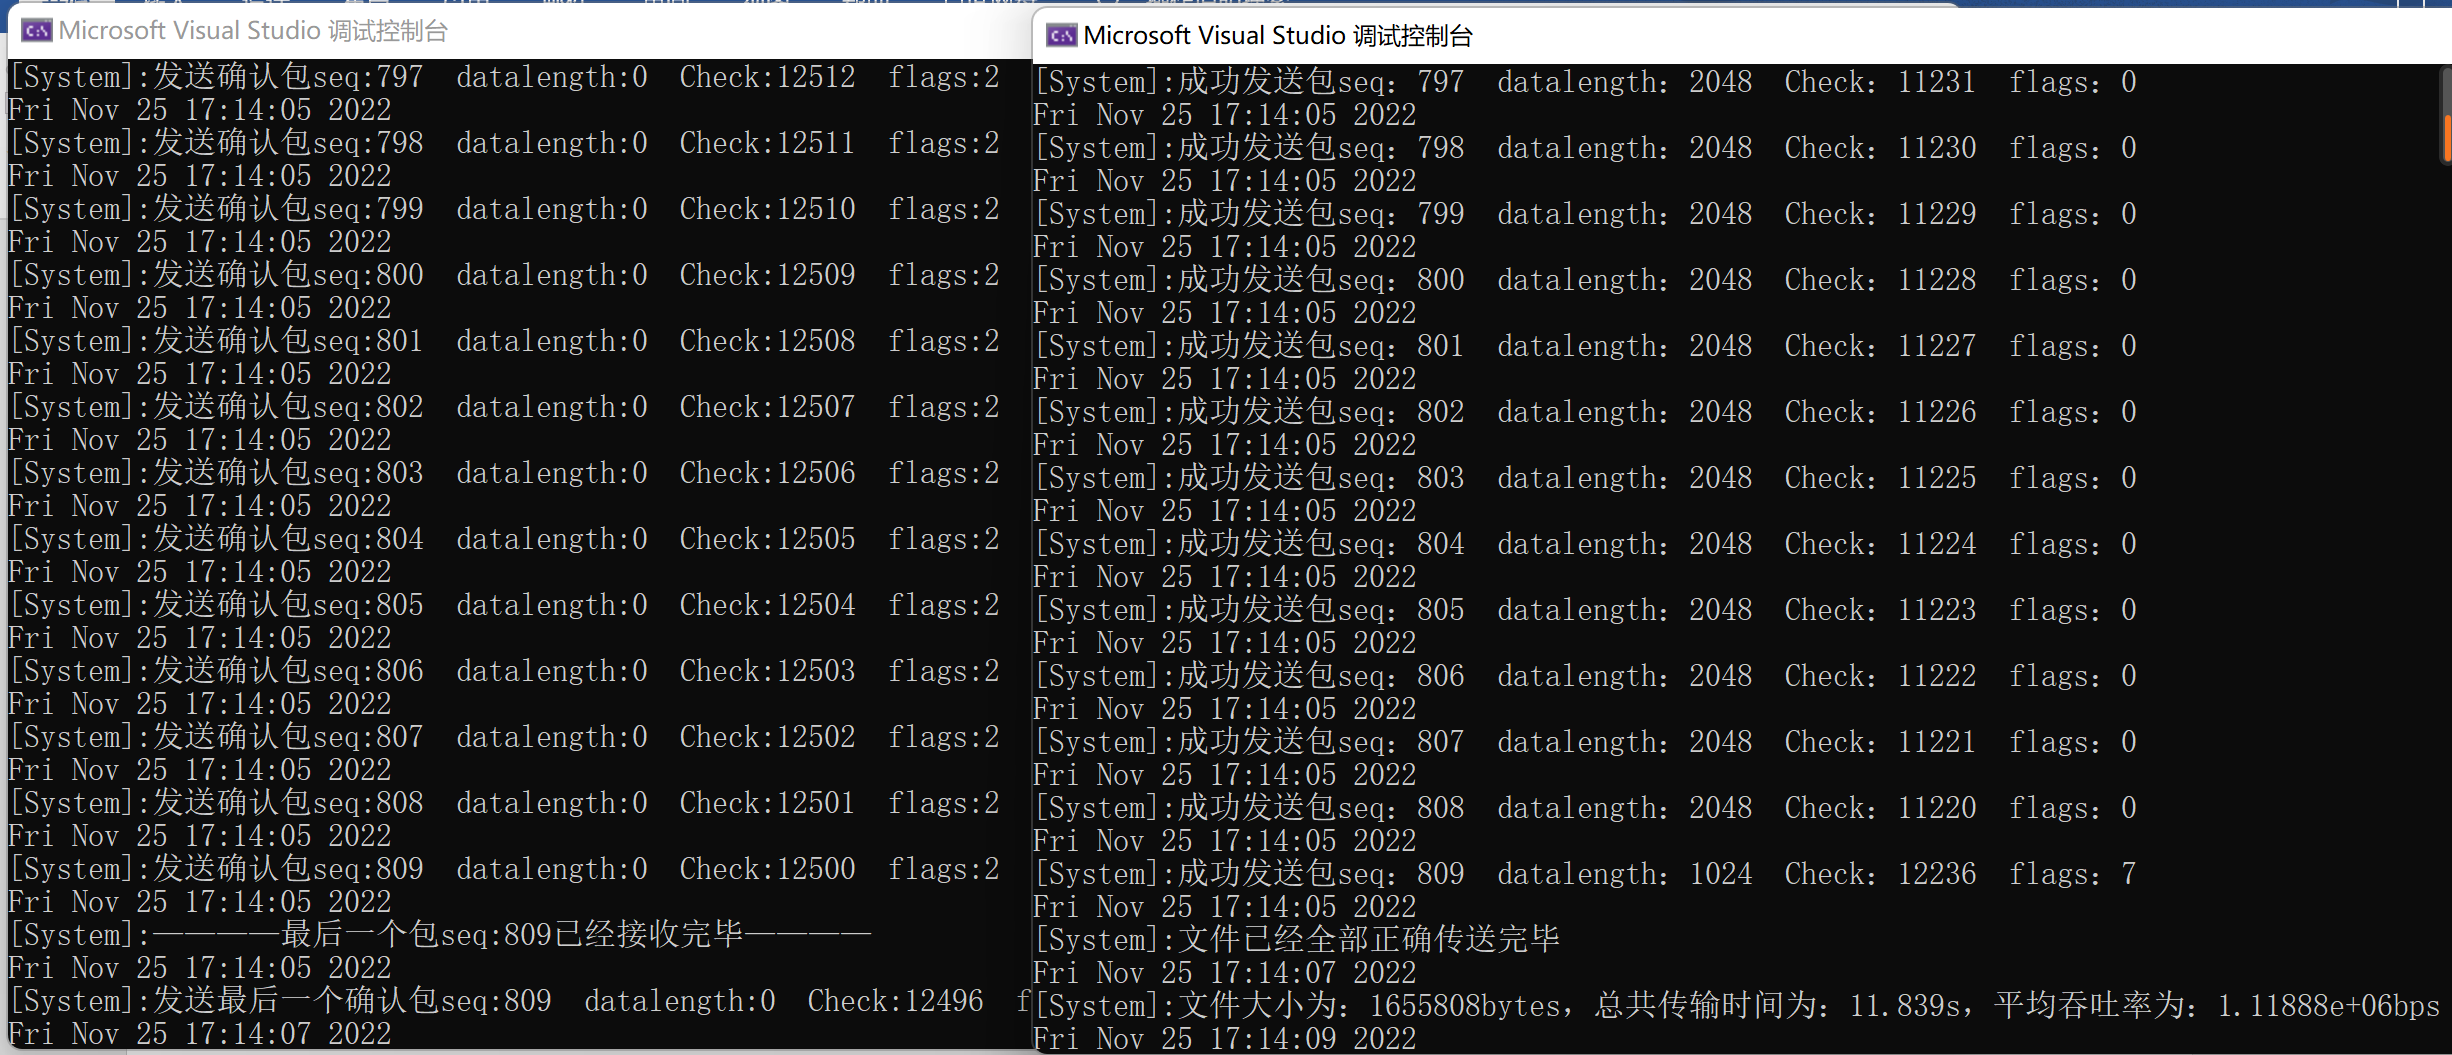 Microsoft Visual Studio 调试控制台
[System]:发送确认包seq:797  datalength:0  Check:12512  flags:2
Fri Nov 25 17:14:05 2022
[System]:发送确认包seq:798  datalength:0  Check:12511  flags:2
Fri Nov 25 17:14:05 2022
[System]:发送确认包seq:799  datalength:0  Check:12510  flags:2
Fri Nov 25 17:14:05 2022
[System]:发送确认包seq:800  datalength:0  Check:12509  flags:2
Fri Nov 25 17:14:05 2022
[System]:发送确认包seq:801  datalength:0  Check:12508  flags:2
Fri Nov 25 17:14:05 2022
[System]:发送确认包seq:802  datalength:0  Check:12507  flags:2
Fri Nov 25 17:14:05 2022
[System]:发送确认包seq:803  datalength:0  Check:12506  flags:2
Fri Nov 25 17:14:05 2022
[System]:发送确认包seq:804  datalength:0  Check:12505  flags:2
Fri Nov 25 17:14:05 2022
[System]:发送确认包seq:805  datalength:0  Check:12504  flags:2
Fri Nov 25 17:14:05 2022
[System]:发送确认包seq:806  datalength:0  Check:12503  flags:2
Fri Nov 25 17:14:05 2022
[System]:发送确认包seq:807  datalength:0  Check:12502  flags:2
Fri Nov 25 17:14:05 2022
[System]:发送确认包seq:808  datalength:0  Check:12501  flags:2
Fri Nov 25 17:14:05 2022
[System]:发送确认包seq:809  datalength:0  Check:12500  flags:2
Fri Nov 25 17:14:05 2022
[System]:————最后一个包seq:809已经接收完毕————
Fri Nov 25 17:14:05 2022
[System]:发送最后一个确认包seq:809  datalength:0  Check:12496  f
Fri Nov 25 17:14:07 2022
Microsoft Visual Studio 调试控制台
[System]:成功发送包seq：797  datalength：2048  Check：11231  flags：0
Fri Nov 25 17:14:05 2022
[System]:成功发送包seq：798  datalength：2048  Check：11230  flags：0
Fri Nov 25 17:14:05 2022
[System]:成功发送包seq：799  datalength：2048  Check：11229  flags：0
Fri Nov 25 17:14:05 2022
[System]:成功发送包seq：800  datalength：2048  Check：11228  flags：0
Fri Nov 25 17:14:05 2022
[System]:成功发送包seq：801  datalength：2048  Check：11227  flags：0
Fri Nov 25 17:14:05 2022
[System]:成功发送包seq：802  datalength：2048  Check：11226  flags：0
Fri Nov 25 17:14:05 2022
[System]:成功发送包seq：803  datalength：2048  Check：11225  flags：0
Fri Nov 25 17:14:05 2022
[System]:成功发送包seq：804  datalength：2048  Check：11224  flags：0
Fri Nov 25 17:14:05 2022
[System]:成功发送包seq：805  datalength：2048  Check：11223  flags：0
Fri Nov 25 17:14:05 2022
[System]:成功发送包seq：806  datalength：2048  Check：11222  flags：0
Fri Nov 25 17:14:05 2022
[System]:成功发送包seq：807  datalength：2048  Check：11221  flags：0
Fri Nov 25 17:14:05 2022
[System]:成功发送包seq：808  datalength：2048  Check：11220  flags：0
Fri Nov 25 17:14:05 2022
[System]:成功发送包seq：809  datalength：1024  Check：12236  flags：7
Fri Nov 25 17:14:05 2022
[System]:文件已经全部正确传送完毕
Fri Nov 25 17:14:07 2022
[System]:文件大小为：1655808bytes，总共传输时间为：11.839s，平均吞吐率为：1.11888e+06bps
Fri Nov 25 17:14:09 2022